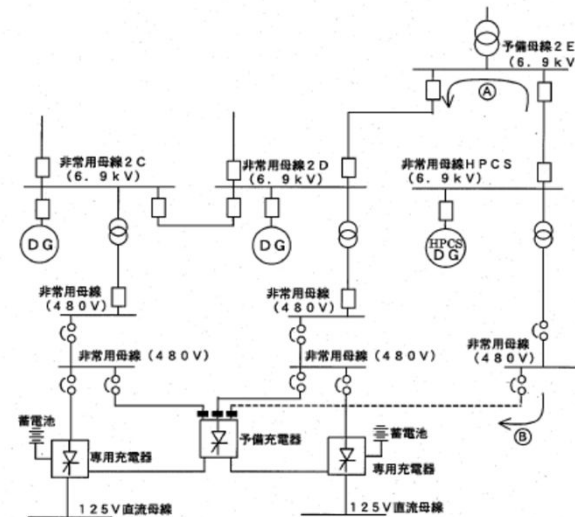 予備母線2E
(6.9kV
Ⓐ
非常用母線2C
(6.9kV)
非常用母線2D
(6.9kV)
非常用母線HPCS
(6.9kV)
DG
DG
HPCS
DG
非常用母線
(480V)
非常用母線
(480V)
非常用母線
(480V)
非常用母線(480V)
非常用母線(480V)
Ⓑ
蓄電池
予備充電器
蓄電池
専用充電器
専用充電器
125V直流母線
125V直流母線